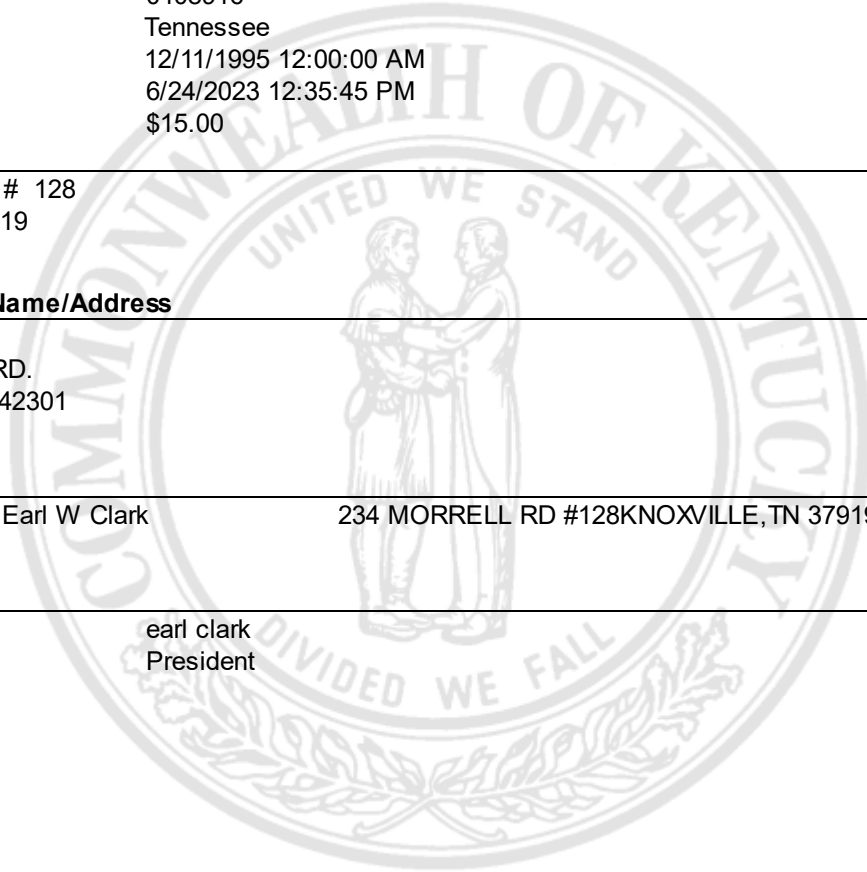 Tennessee
12/11/1995 12:00:00 AM
6/24/2023 12:35:45 PM
$15.00
# 128
19
Name/Address
RD.
42301
Earl W Clark 234 MORRELL RD #128KNOXVILLE,TN 37919
earl clark
President
COMMONWEALTH OF KENTUCKY
UNITED WE STAND
DIVIDED WE FALL